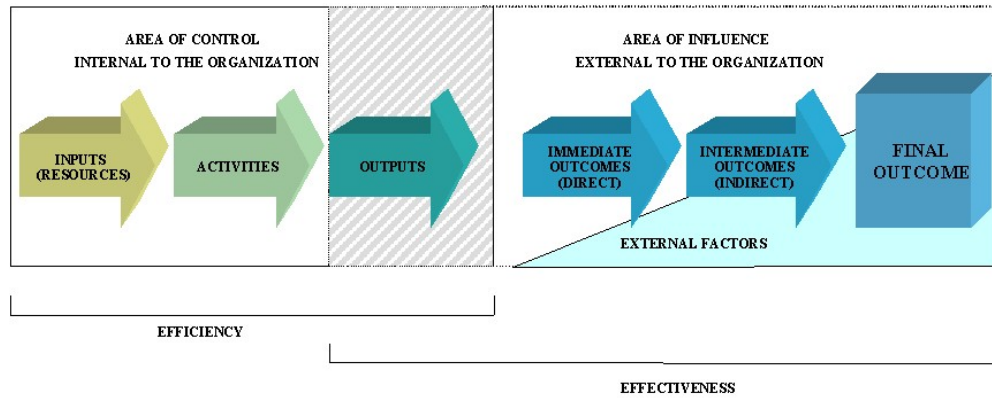 AREA OF CONTROL
INTERNAL TO THE ORGANIZATION
AREA OF INFLUENCE
EXTERNAL TO THE ORGANIZATION
INPUTS
(RESOURCES)
ACTIVITIES
OUTPUTS
IMMEDIATE
OUTCOMES
(DIRECT)
INTERMEDIATE
OUTCOMES
(INDIRECT)
FINAL
OUTCOME
EXTERNAL FACTORS
EFFICIENCY
EFFECTIVENESS